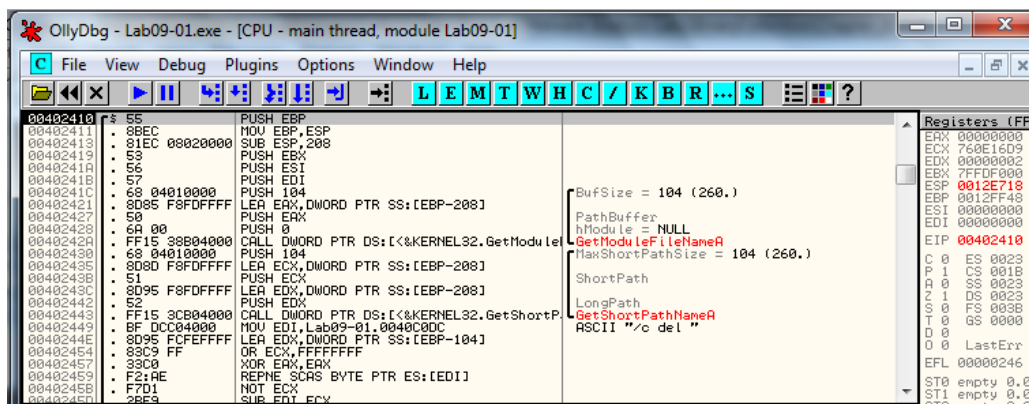 OllyDbg - Lab09-01.exe - [CPU - main thread, module Lab09-01]
C File View Debug Plugins Options Window Help
L E M T W H C / K B R ... S ?
00402410 $ 55 PUSH EBP
00402411 . 8BEC MOV EBP,ESP
00402413 . 81EC 08020000 SUB ESP,208
00402419 . 53 PUSH EBX
0040241A . 56 PUSH ESI
0040241B . 57 PUSH EDI
0040241C . 68 04010000 PUSH 104 BufSize = 104 (260.)
00402421 . 8D85 F8FDFFFF LEA EAX,DWORD PTR SS:[EBP-208]
00402427 . 50 PUSH EAX PathBuffer
00402428 . 6A 00 PUSH 0 hModule = NULL
0040242A . FF15 38B04000 CALL DWORD PTR DS:[<&KERNEL32.GetModuleF GetModuleFileNameA
00402430 . 68 04010000 PUSH 104 MaxShortPathSize = 104 (260.)
00402435 . 8D8D F8FDFFFF LEA ECX,DWORD PTR SS:[EBP-208]
0040243B . 51 PUSH ECX ShortPath
0040243C . 8D95 F8FDFFFF LEA EDX,DWORD PTR SS:[EBP-208]
00402442 . 52 PUSH EDX LongPath
00402443 . FF15 3CB04000 CALL DWORD PTR DS:[<&KERNEL32.GetShortP. GetShortPathNameA
00402449 . BF DCC04000 MOV EDI,Lab09-01.0040C0DC ASCII "/c del "
0040244E . 8D95 FCFEFFFF LEA EDX,DWORD PTR SS:[EBP-104]
00402454 . 83C9 FF OR ECX,FFFFFFFF
00402457 . 33C0 XOR EAX,EAX
00402459 . F2:AE REPNE SCAS BYTE PTR ES:[EDI]
0040245B . F7D1 NOT ECX
0040245D . 2BF9 SUB EDI,ECX
Registers (FP
EAX 00000000
ECX 760E16D9
EDX 00000002
EBX 7FFDF000
ESP 0012E718
EBP 0012FF48
ESI 00000000
EDI 00000000
EIP 00402410
C 0 ES 0023
P 1 CS 001B
A 0 SS 0023
Z 1 DS 0023
S 0 FS 003B
T 0 GS 0000
D 0
O 0 LastErr
EFL 00000246
ST0 empty 0.0
ST1 empty 0.0